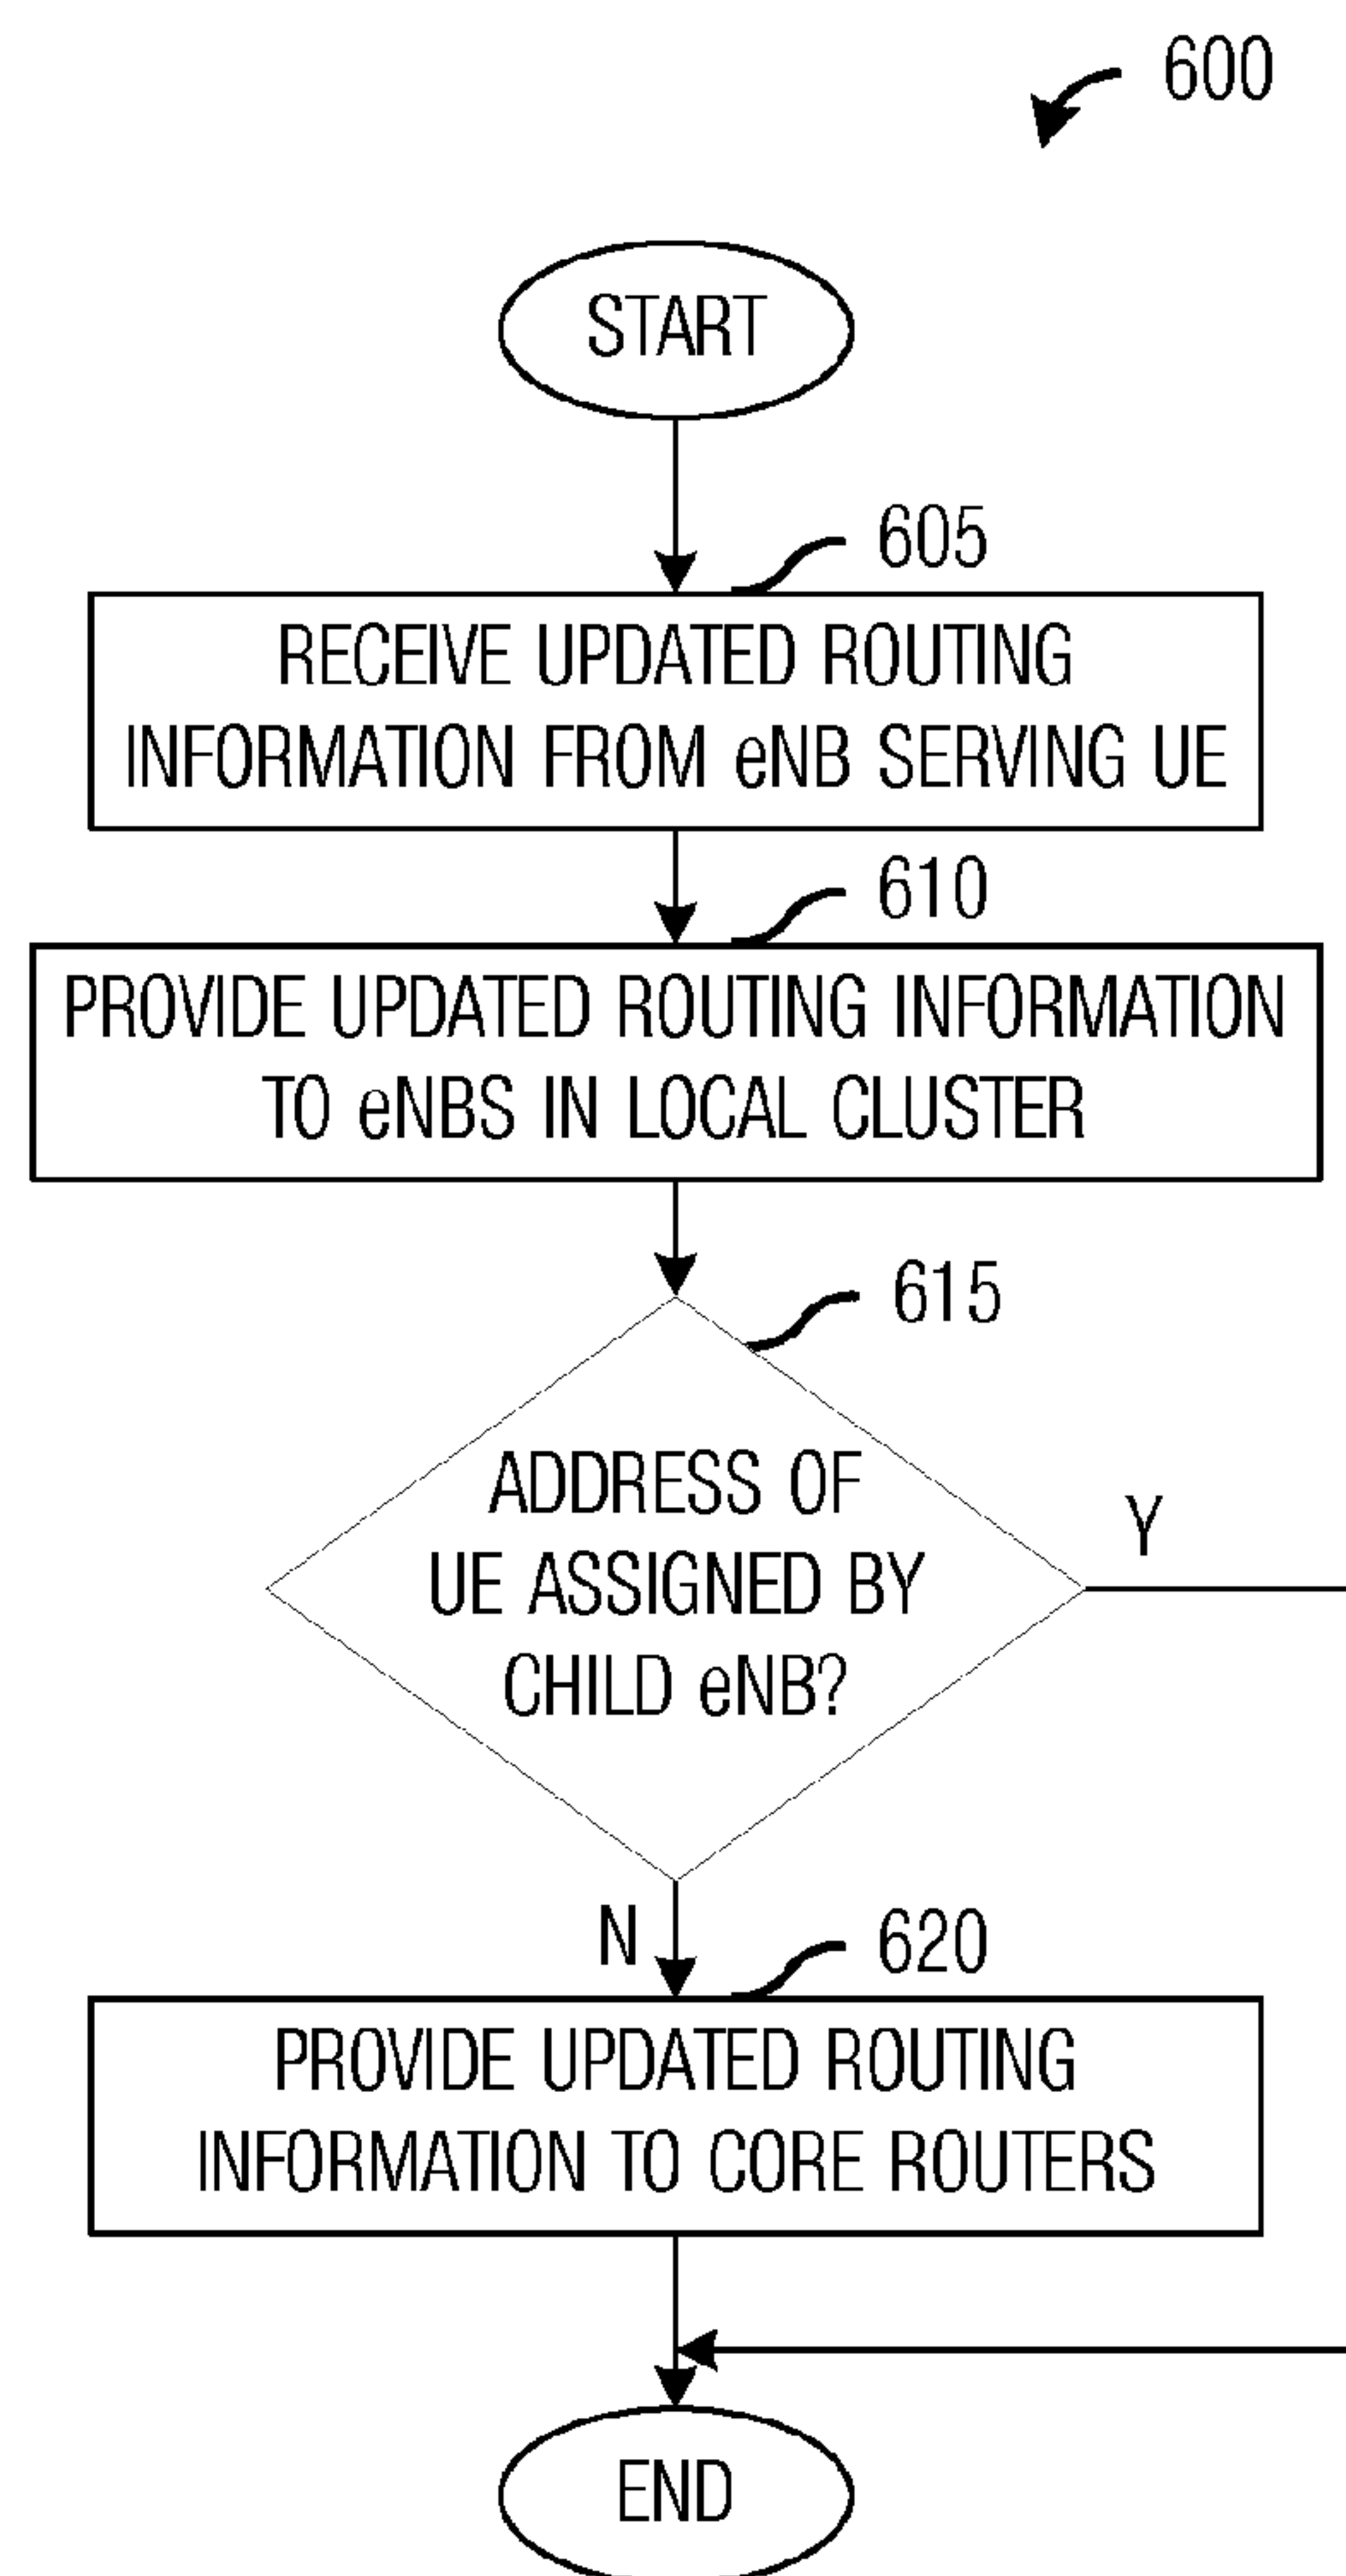 600
START
605
RECEIVE UPDATED ROUTING
INFORMATION FROM eNB SERVING UE
610
PROVIDE UPDATED ROUTING INFORMATION
TO eNBS IN LOCAL CLUSTER
615
ADDRESS OF
UE ASSIGNED BY
CHILD eNB?
Y
N
620
PROVIDE UPDATED ROUTING
INFORMATION TO CORE ROUTERS
END